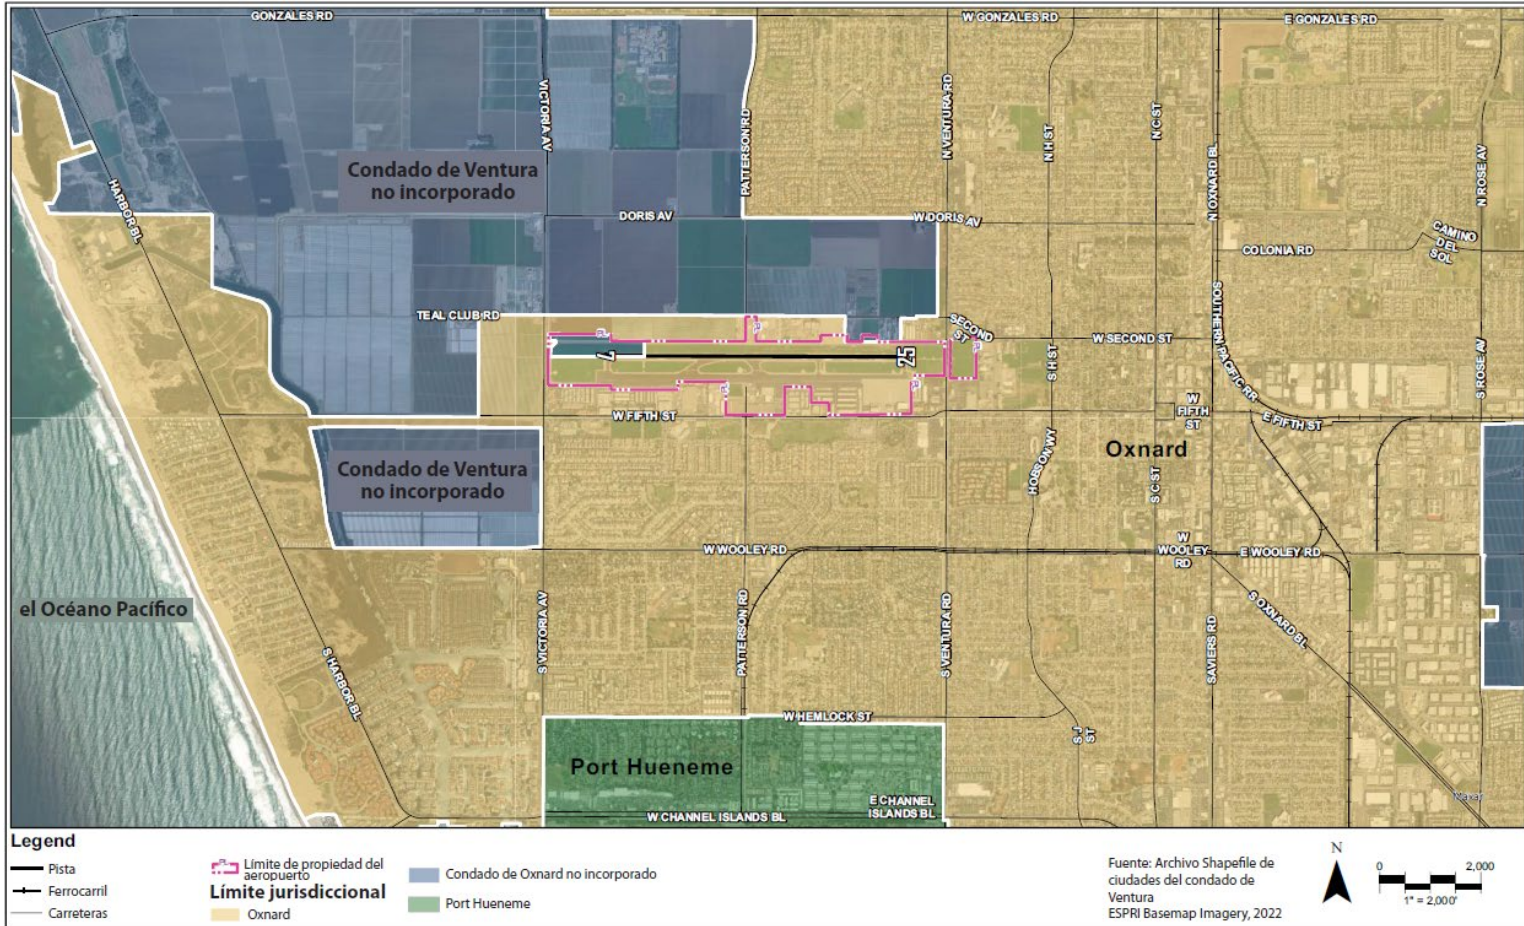 GONZALES RD
W GONZALES RD
E GONZALES RD
VICTORIA AV
PATTERSON RD
N VENTURA RD
N H ST
N C ST
N OXNARD BL
N ROSE AV
Condado de Ventura
no incorporado
HARBOR BL
DORIS AV
W DORIS AV
COLONIA RD
CAMINO
DEL
SOL
TEAL CLUB RD
SECOND
ST
W SECOND ST
SOUTHERN PACIFIC RR
S H ST
S ROSE AV
PL
PL
PL
PL
PL
7
25
W FIFTH ST
W
FIFTH
ST
E FIFTH ST
Condado de Ventura
no incorporado
HOBSON WY
Oxnard
S C ST
W WOOLEY RD
W
WOOLEY
RD
E WOOLEY RD
el Océano Pacífico
S HARBOR BL
S VICTORIA AV
PATTERSON RD
S VENTURA RD
SAVIERS RD
S OXNARD BL
W HEMLOCK ST
S J
ST
Port Hueneme
E CHANNEL
ISLANDS BL
W CHANNEL ISLANDS BL
Maxar
Legend
Pista
Ferrocarril
Carreteras
PL
Límite de propiedad del
aeropuerto
Límite jurisdiccional
Oxnard
Condado de Oxnard no incorporado
Port Hueneme
Fuente: Archivo Shapefile de
ciudades del condado de
Ventura
ESPRI Basemap Imagery, 2022
N
0
2,000
1" = 2,000'